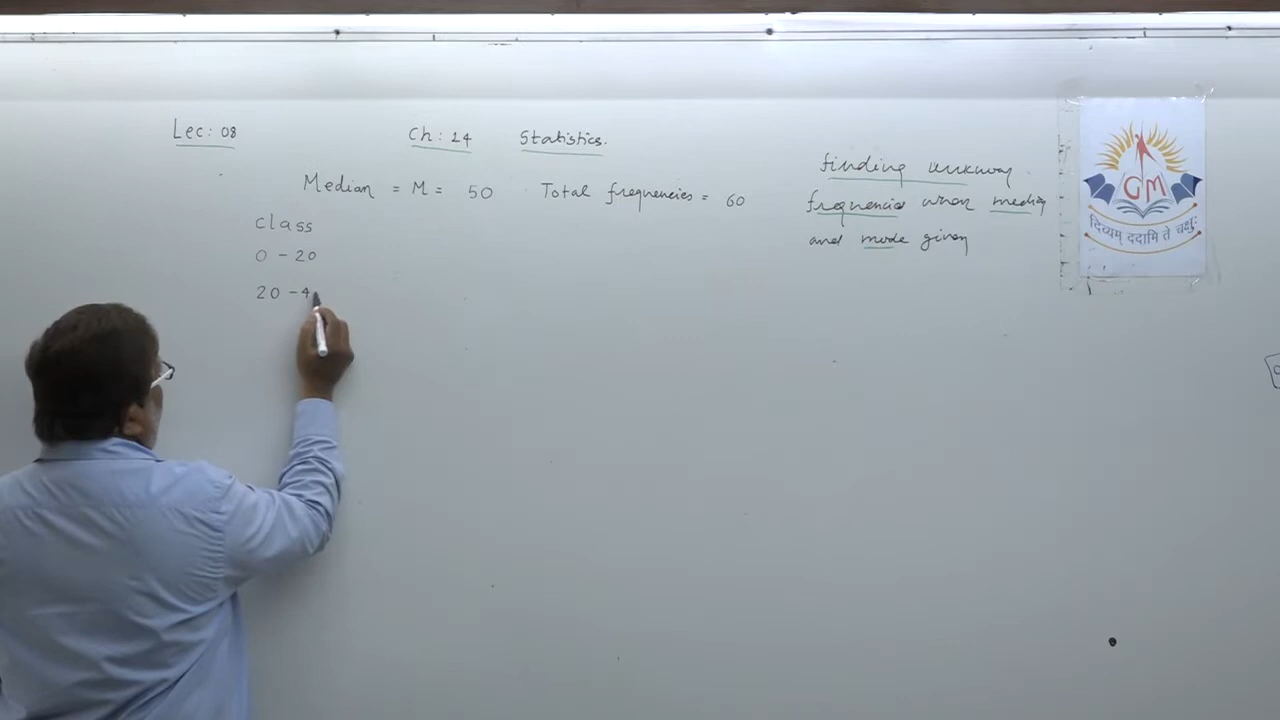 Lec: 08 Ch: 14 Statistics.
finding unknown
frequencies when median
and mode given
Median = M = 50 Total frequencies = 60
Class
0 - 20
20 - 4
GM
दिव्यम् ददामि ते चक्षुः